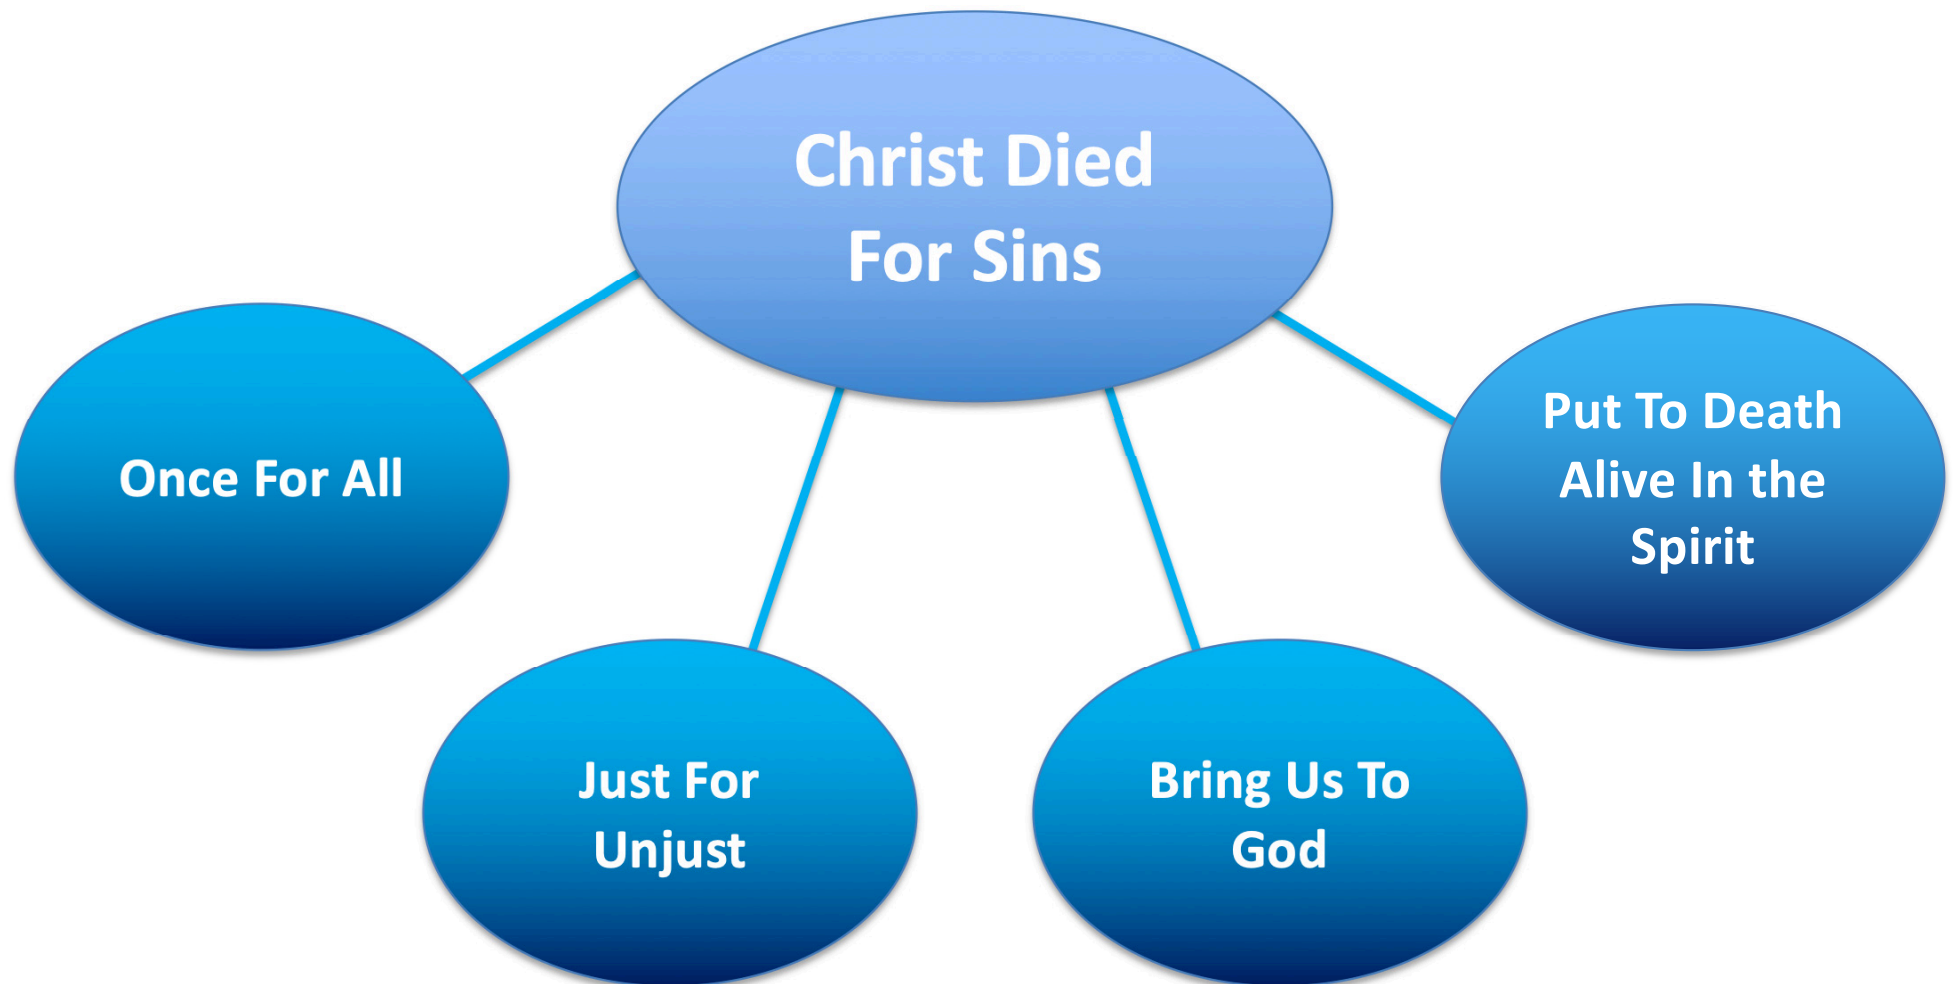 Christ Died
For Sins
Once For All
Just For
Unjust
Bring Us To
God
Put To Death
Alive In the
Spirit